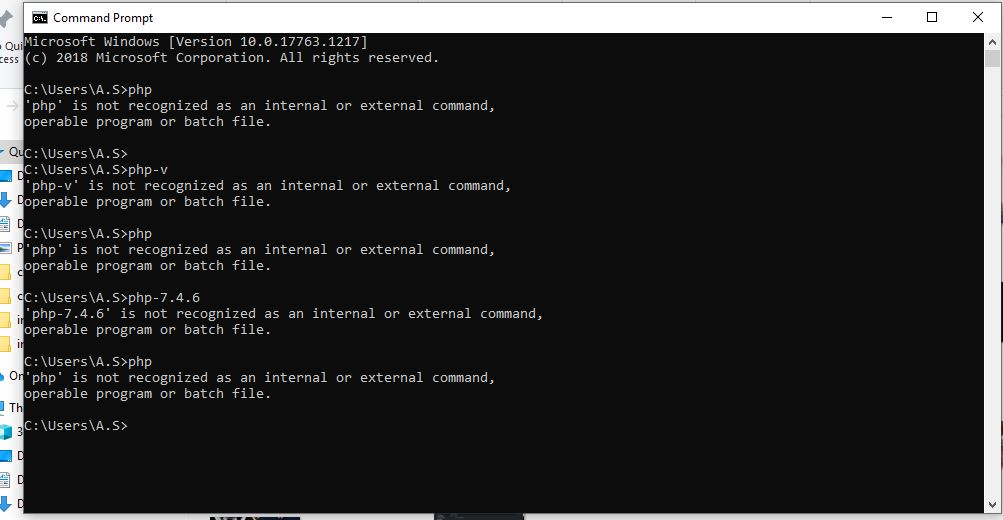 Command Prompt
Microsoft Windows [Version 10.0.17763.1217]
(c) 2018 Microsoft Corporation. All rights reserved.
C:\Users\A.S>php
'php' is not recognized as an internal or external command,
operable program or batch file.
C:\Users\A.S>
C:\Users\A.S>php-v
'php-v' is not recognized as an internal or external command,
operable program or batch file.
C:\Users\A.S>php
'php' is not recognized as an internal or external command,
operable program or batch file.
C:\Users\A.S>php-7.4.6
'php-7.4.6' is not recognized as an internal or external command,
operable program or batch file.
C:\Users\A.S>php
'php' is not recognized as an internal or external command,
operable program or batch file.
C:\Users\A.S>